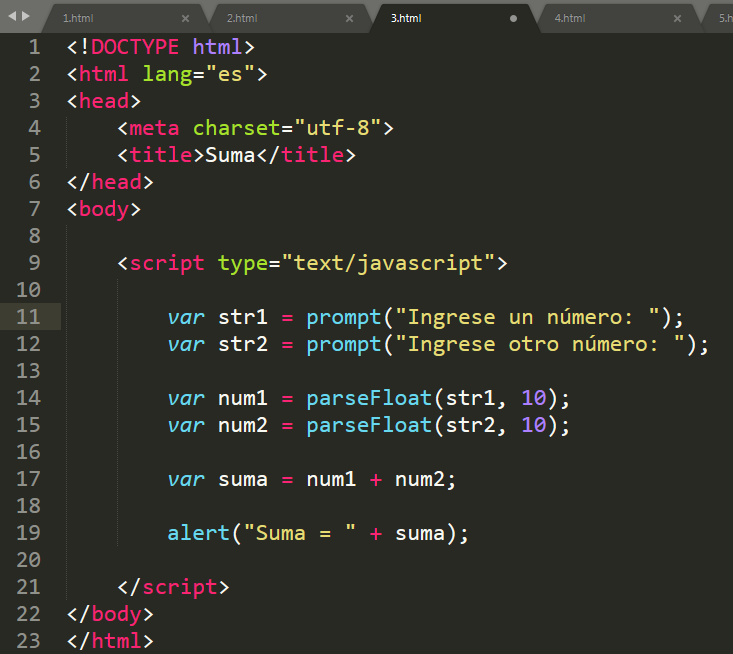 1.html × 2.html × 3.html 4.html × 5.h
1 <!DOCTYPE html>
2 <html lang="es">
3 <head>
4 <meta charset="utf-8">
5 <title>Suma</title>
6 </head>
7 <body>
8
9 <script type="text/javascript">
10
11 var str1 = prompt("Ingrese un número: ");
12 var str2 = prompt("Ingrese otro número: ");
13
14 var num1 = parseFloat(str1, 10);
15 var num2 = parseFloat(str2, 10);
16
17 var suma = num1 + num2;
18
19 alert("Suma = " + suma);
20
21 </script>
22 </body>
23 </html>